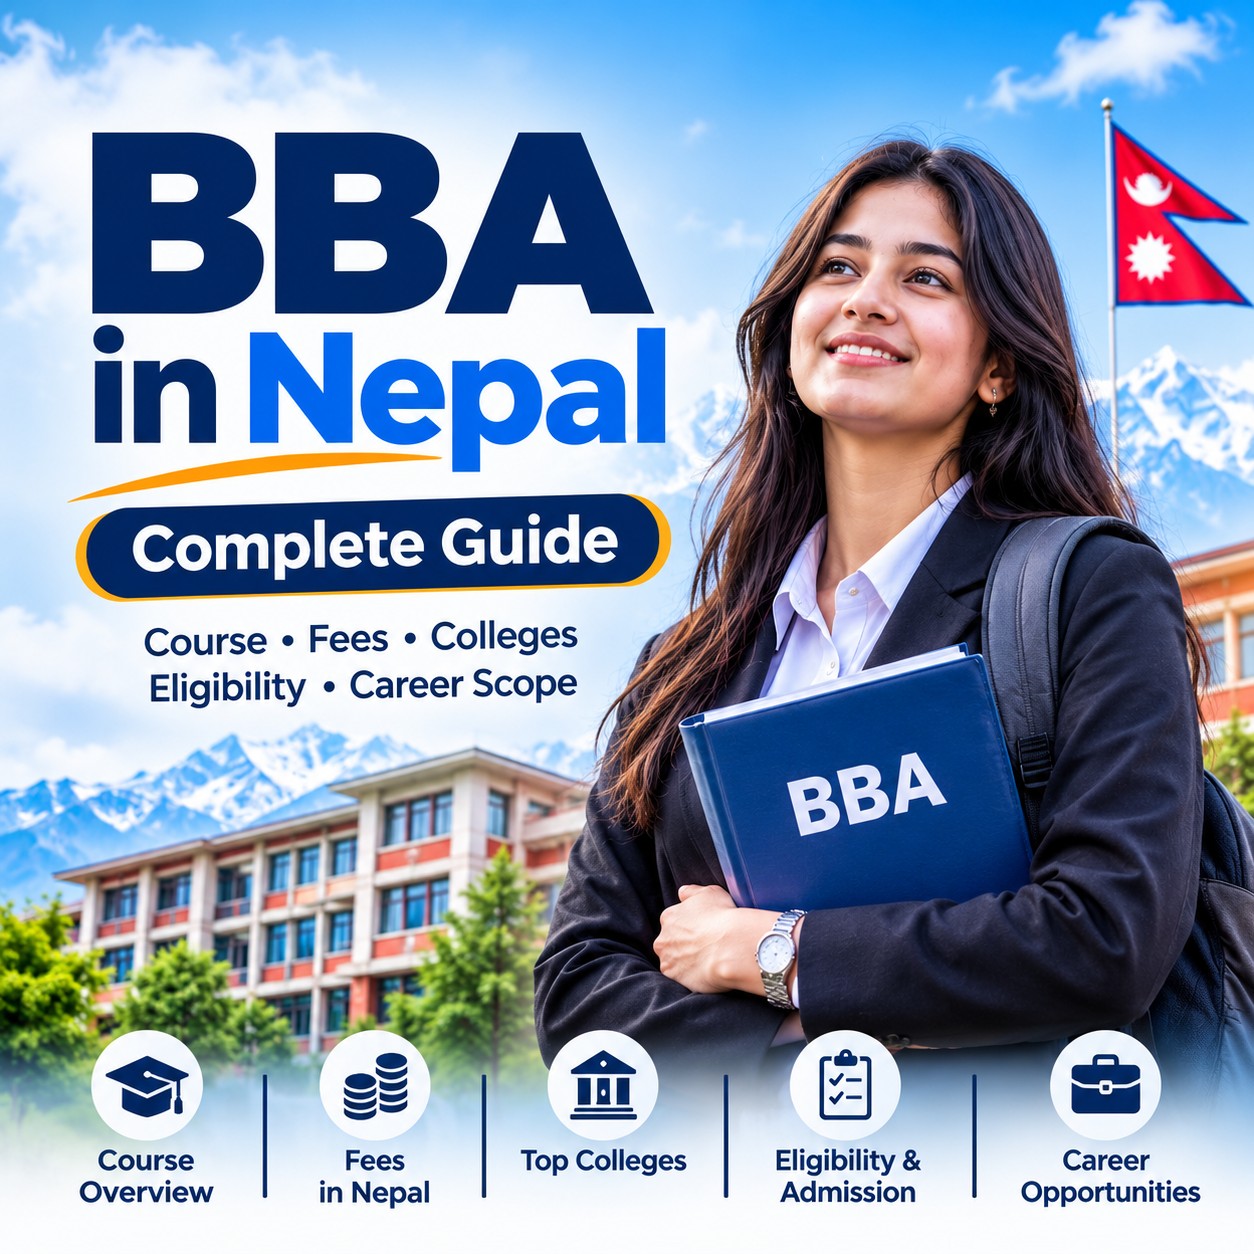 BBA
in Nepal
Complete Guide
Course • Fees • Colleges
Eligibility • Career Scope
BBA
Course
Overview
Fees
in Nepal
Top Colleges
Eligibility &
Admission
Career
Opportunities